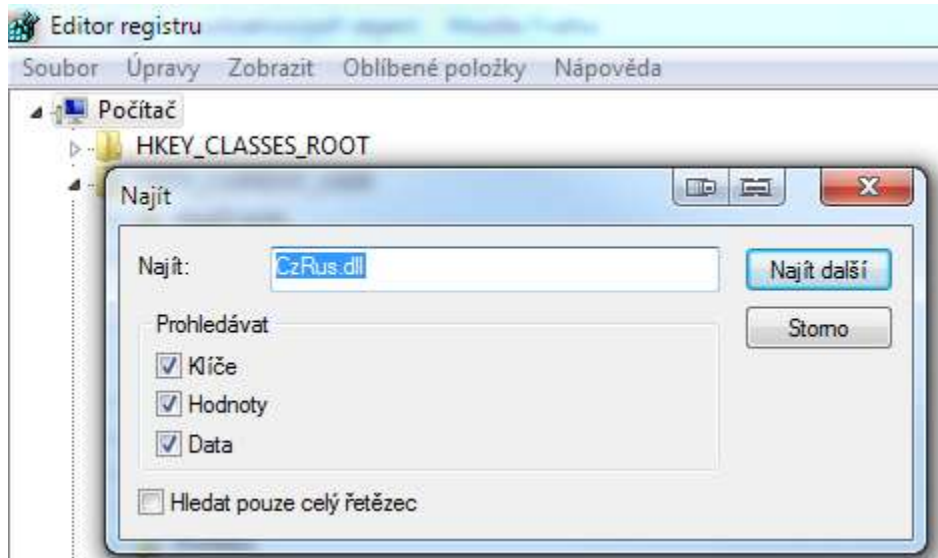 Editor registru
Soubor Úpravy Zobrazit Oblíbené položky Nápověda
Počítač
HKEY_CLASSES_ROOT
Najít
Najít: CzRus.dll Najít další
Prohledávat Storno
Klíče
Hodnoty
Data
Hledat pouze celý řetězec